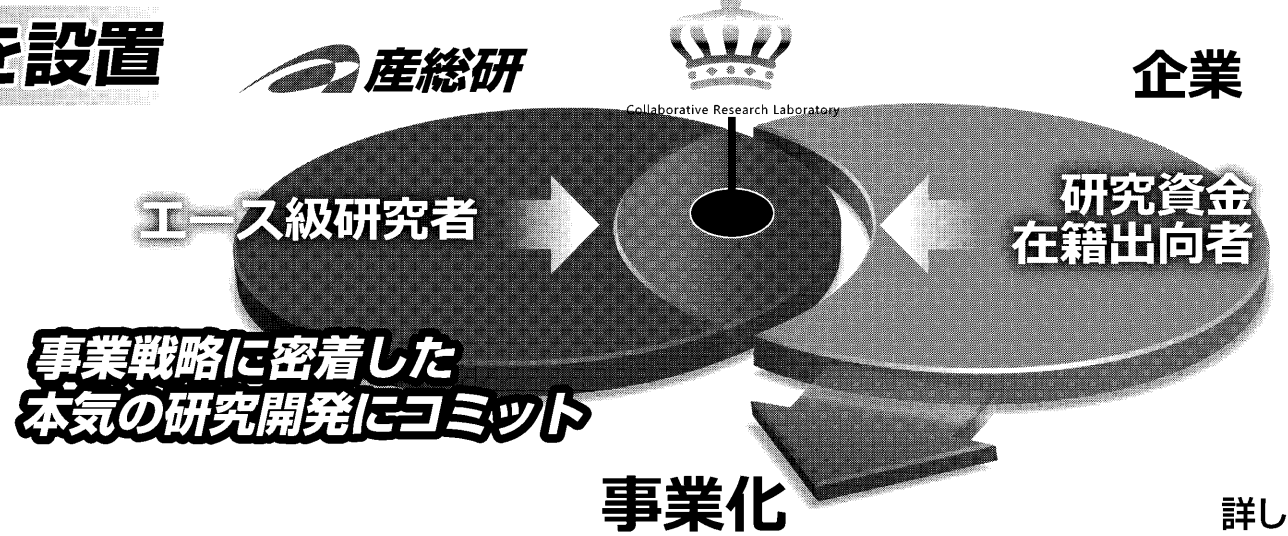 を設置
産総研
企業
Collaborative Research Laboratory
エース級研究者
研究資金
在籍出向者
事業戦略に密着した
本気の研究開発にコミット
事業化
詳し